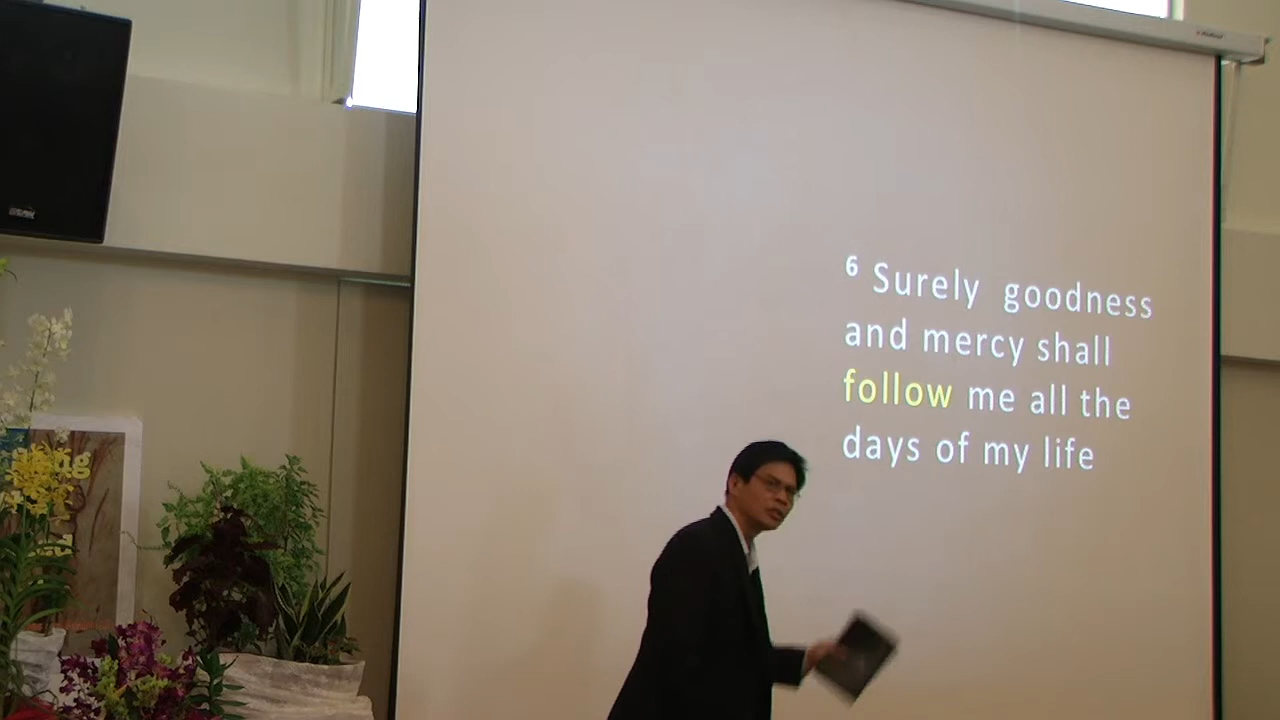 ⁶ Surely goodness
and mercy shall
follow me all the
days of my life